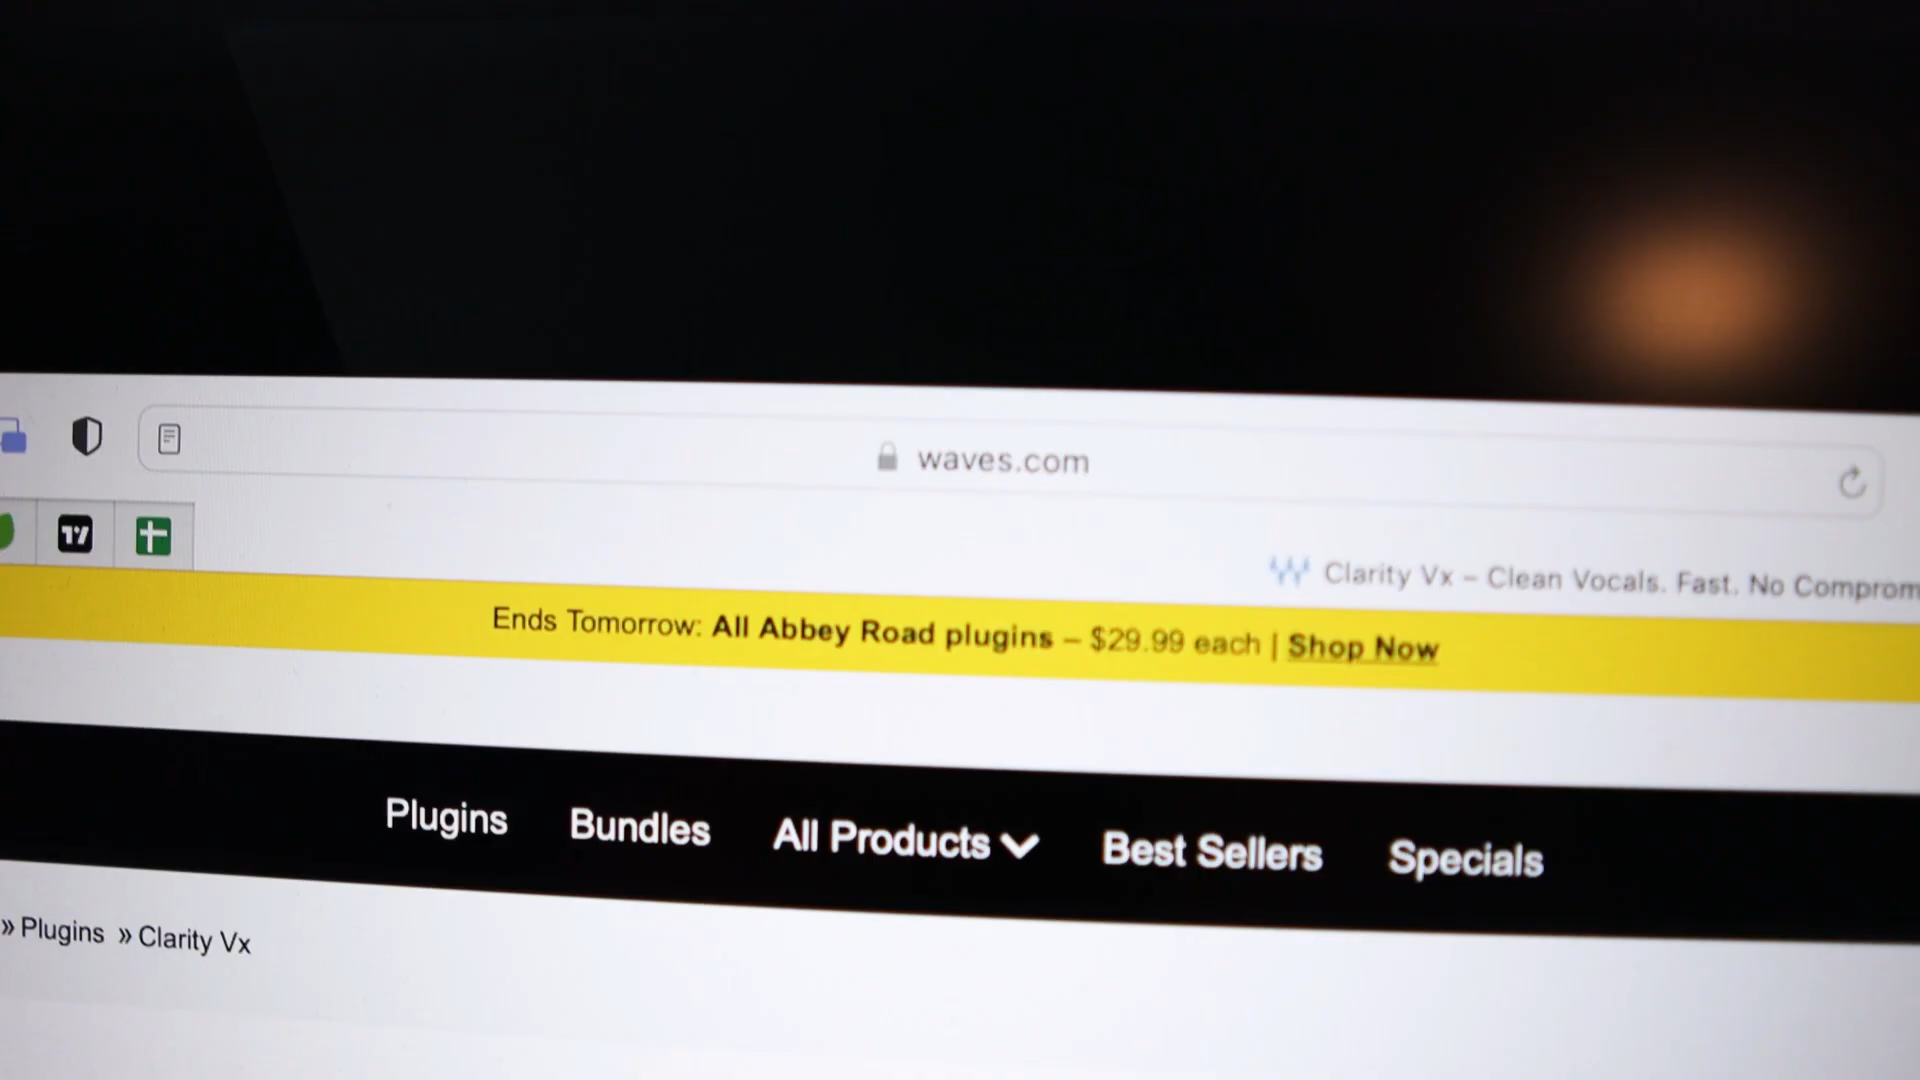 waves.com
Clarity Vx – Clean Vocals. Fast. No Comprom
Ends Tomorrow: All Abbey Road plugins – $29.99 each | Shop Now
Plugins Bundles All Products Best Sellers Specials
» Plugins » Clarity Vx